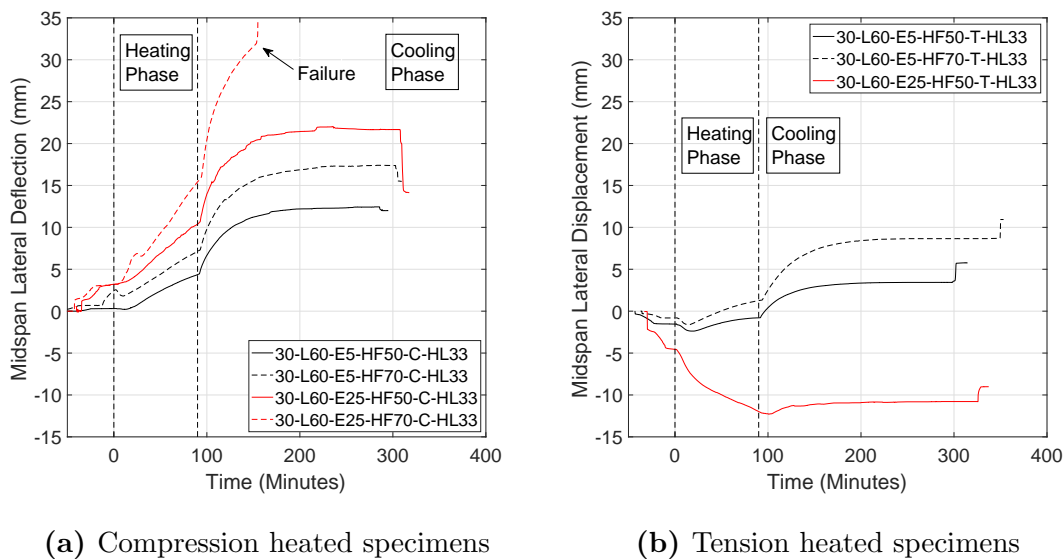 35
30
25
20
15
10
5
0
-5
-10
-15
Midspan Lateral Deflection (mm)
Heating
Phase
Failure
Cooling
Phase
30-L60-E5-HF50-C-HL33
30-L60-E5-HF70-C-HL33
30-L60-E25-HF50-C-HL33
30-L60-E25-HF70-C-HL33
0 100 200 300 400
Time (Minutes)
(a) Compression heated specimens
35
30
25
20
15
10
5
0
-5
-10
-15
Midspan Lateral Displacement (mm)
30-L60-E5-HF50-T-HL33
30-L60-E5-HF70-T-HL33
30-L60-E25-HF50-T-HL33
Heating
Phase
Cooling
Phase
0 100 200 300 400
Time (Minutes)
(b) Tension heated specimens